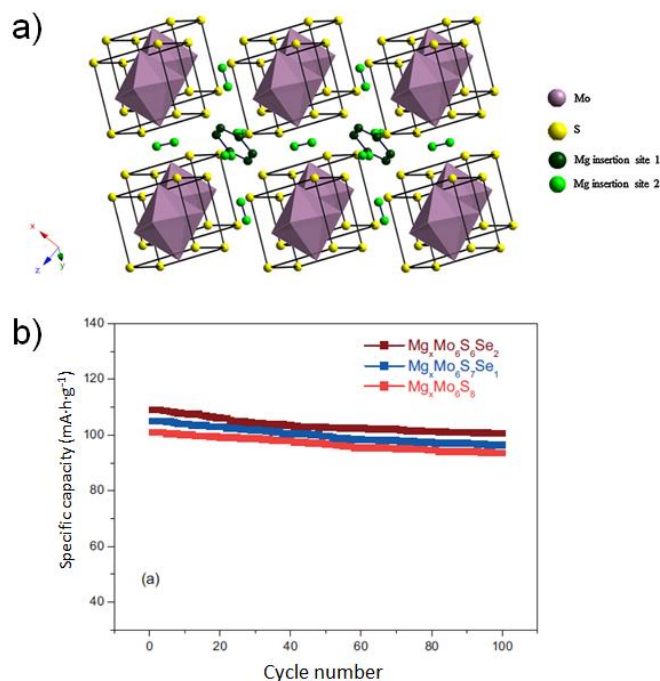 a)
Mo
S
Mg insertion site 1
Mg insertion site 2
x
z
y
b)
140
120
100
80
60
40
Specific capacity (mA·h·g⁻¹)
MgₓMo₆S₆Se₂
MgₓMo₆S₇Se₁
MgₓMo₆S₈
(a)
0 20 40 60 80 100
Cycle number